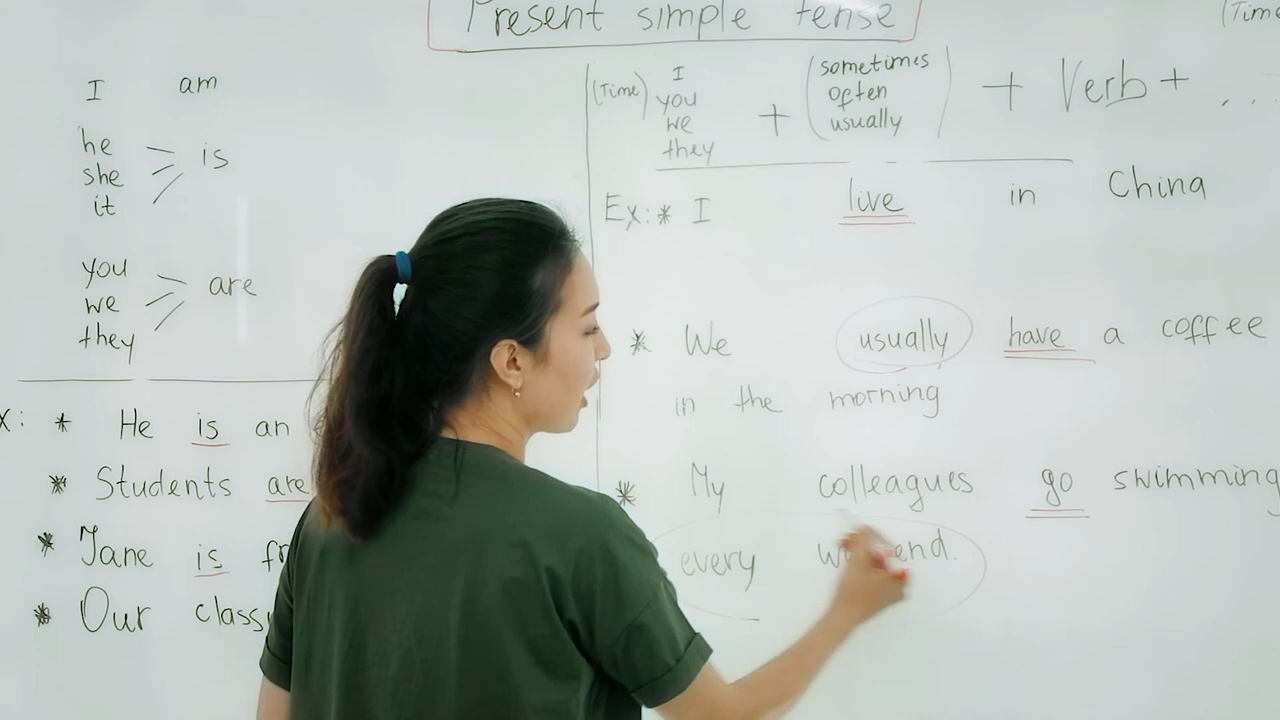 Present simple tense
(Time
I am
he
she is
it
you
we are
they
x: * He is an
* Students are
* Jane is fr
* Our class
(Time) I
you
we
they
+
(sometimes
often
usually)
+ Verb + ...
Ex: * I live in China
* We usually have a coffee
in the morning
* My colleagues go swimming
every